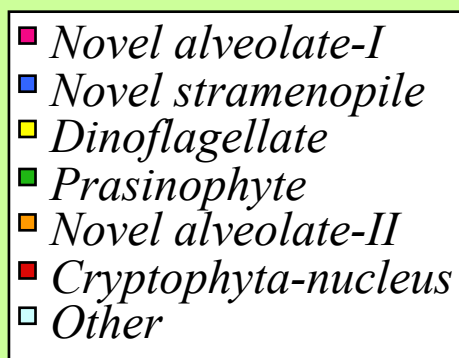 Novel alveolate-I
Novel stramenopile
Dinoflagellate
Prasinophyte
Novel alveolate-II
Cryptophyta-nucleus
Other